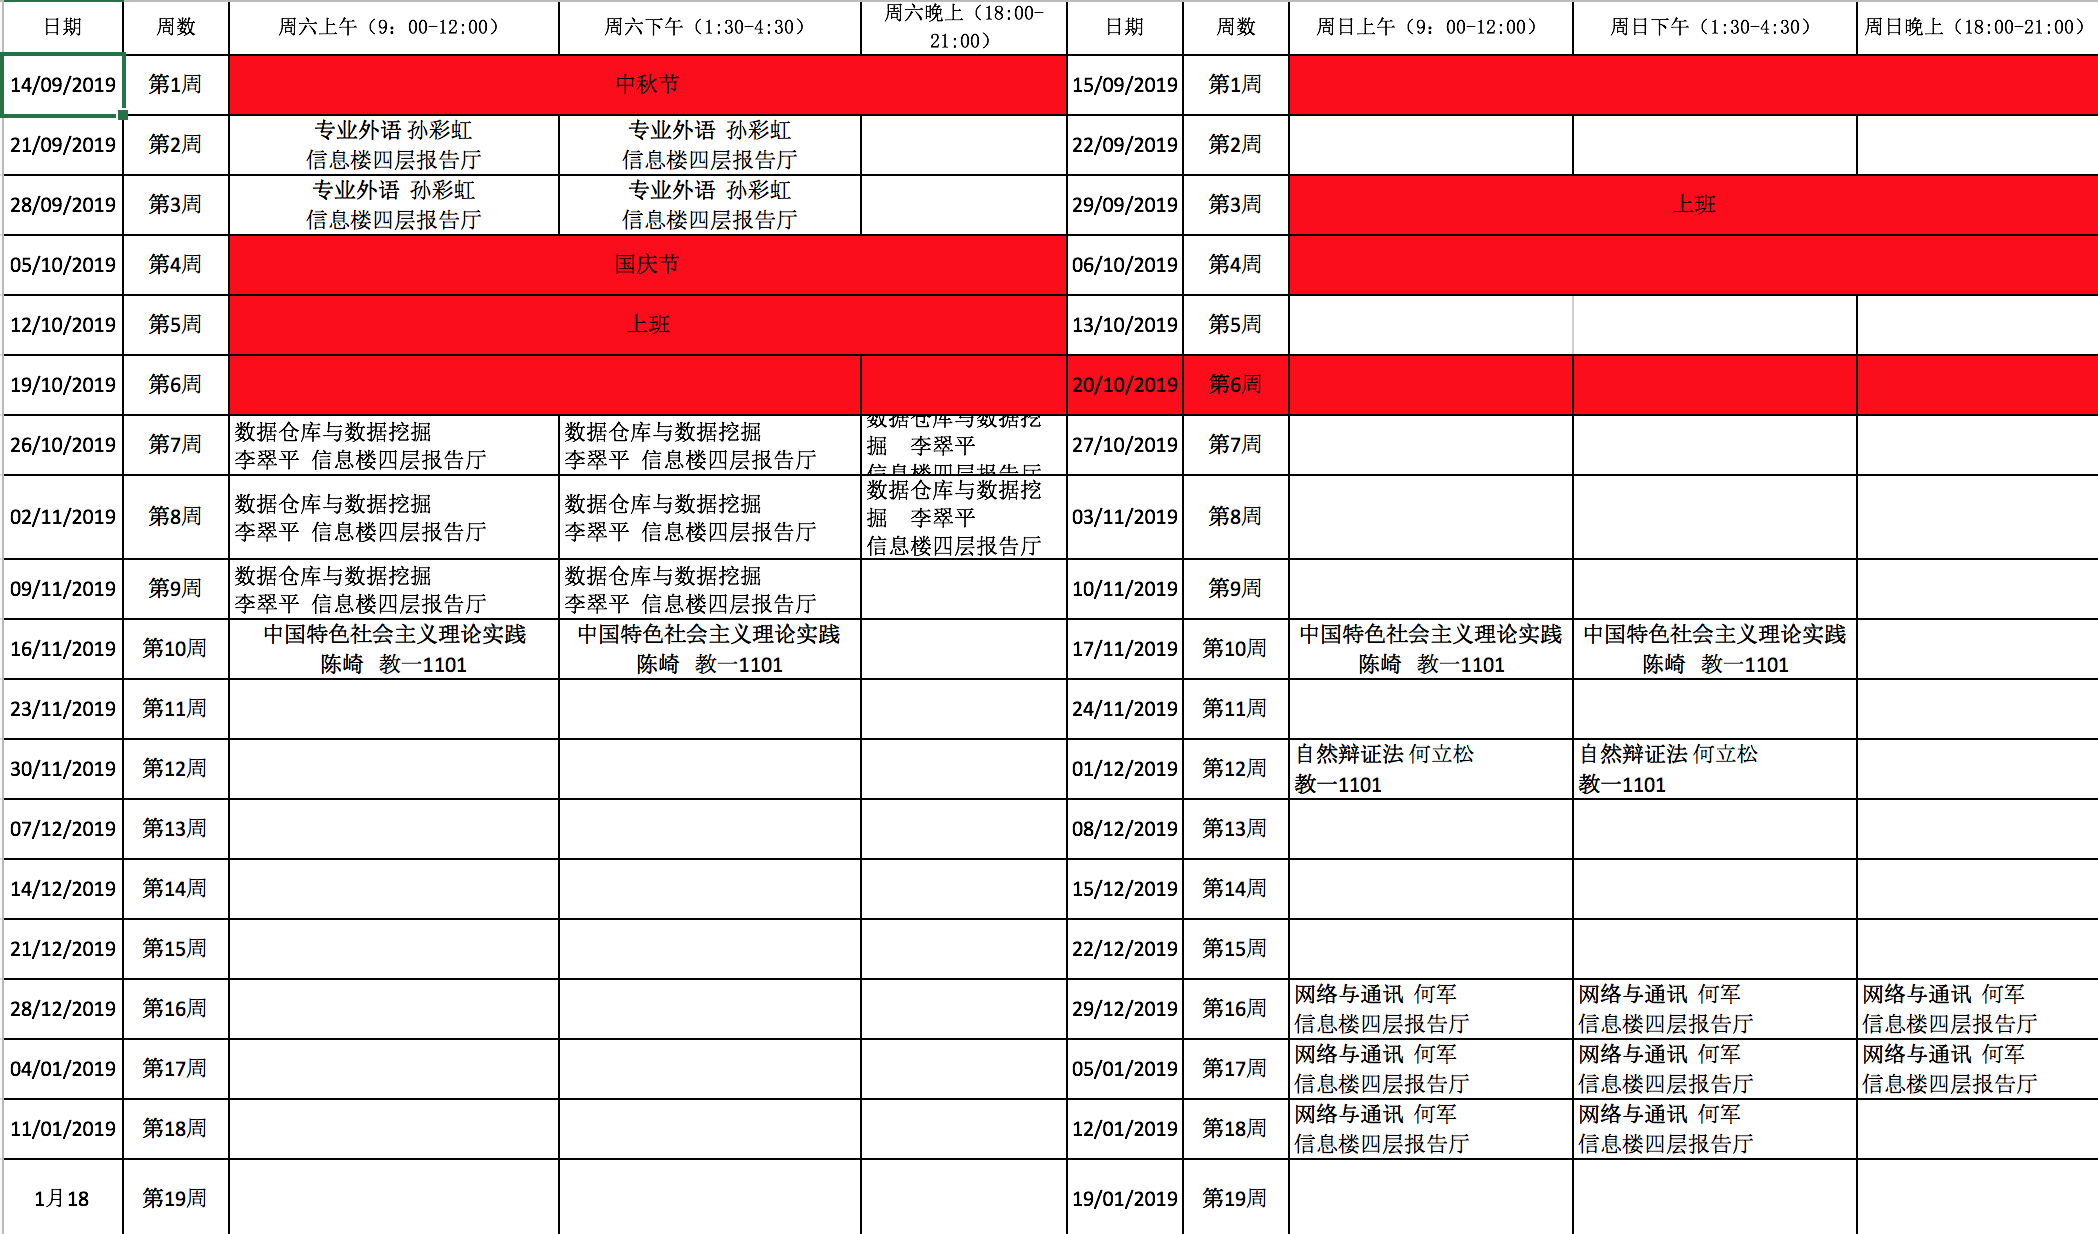 日期 周数 周六上午（9：00-12:00） 周六下午（1:30-4:30） 周六晚上（18:00-21:00） 日期 周数 周日上午（9：00-12:00） 周日下午（1:30-4:30） 周日晚上（18:00-21:00）
14/09/2019 第1周 中秋节 15/09/2019 第1周
21/09/2019 第2周 专业外语 孙彩虹 信息楼四层报告厅 专业外语 孙彩虹 信息楼四层报告厅 22/09/2019 第2周
28/09/2019 第3周 专业外语 孙彩虹 信息楼四层报告厅 专业外语 孙彩虹 信息楼四层报告厅 29/09/2019 第3周 上班
05/10/2019 第4周 国庆节 06/10/2019 第4周
12/10/2019 第5周 上班 13/10/2019 第5周
19/10/2019 第6周 20/10/2019 第6周
26/10/2019 第7周 数据仓库与数据挖掘 李翠平 信息楼四层报告厅 数据仓库与数据挖掘 李翠平 信息楼四层报告厅 数据仓库与数据挖掘 李翠平 信息楼四层报告厅 27/10/2019 第7周
02/11/2019 第8周 数据仓库与数据挖掘 李翠平 信息楼四层报告厅 数据仓库与数据挖掘 李翠平 信息楼四层报告厅 数据仓库与数据挖掘 李翠平 信息楼四层报告厅 03/11/2019 第8周
09/11/2019 第9周 数据仓库与数据挖掘 李翠平 信息楼四层报告厅 数据仓库与数据挖掘 李翠平 信息楼四层报告厅 10/11/2019 第9周
16/11/2019 第10周 中国特色社会主义理论实践 陈崎 教一1101 中国特色社会主义理论实践 陈崎 教一1101 17/11/2019 第10周 中国特色社会主义理论实践 陈崎 教一1101 中国特色社会主义理论实践 陈崎 教一1101
23/11/2019 第11周 24/11/2019 第11周
30/11/2019 第12周 01/12/2019 第12周 自然辩证法 何立松 教一1101 自然辩证法 何立松 教一1101
07/12/2019 第13周 08/12/2019 第13周
14/12/2019 第14周 15/12/2019 第14周
21/12/2019 第15周 22/12/2019 第15周
28/12/2019 第16周 29/12/2019 第16周 网络与通讯 何军 信息楼四层报告厅 网络与通讯 何军 信息楼四层报告厅 网络与通讯 何军 信息楼四层报告厅
04/01/2019 第17周 05/01/2019 第17周 网络与通讯 何军 信息楼四层报告厅 网络与通讯 何军 信息楼四层报告厅 网络与通讯 何军 信息楼四层报告厅
11/01/2019 第18周 12/01/2019 第18周 网络与通讯 何军 信息楼四层报告厅 网络与通讯 何军 信息楼四层报告厅
1月18 第19周 19/01/2019 第19周